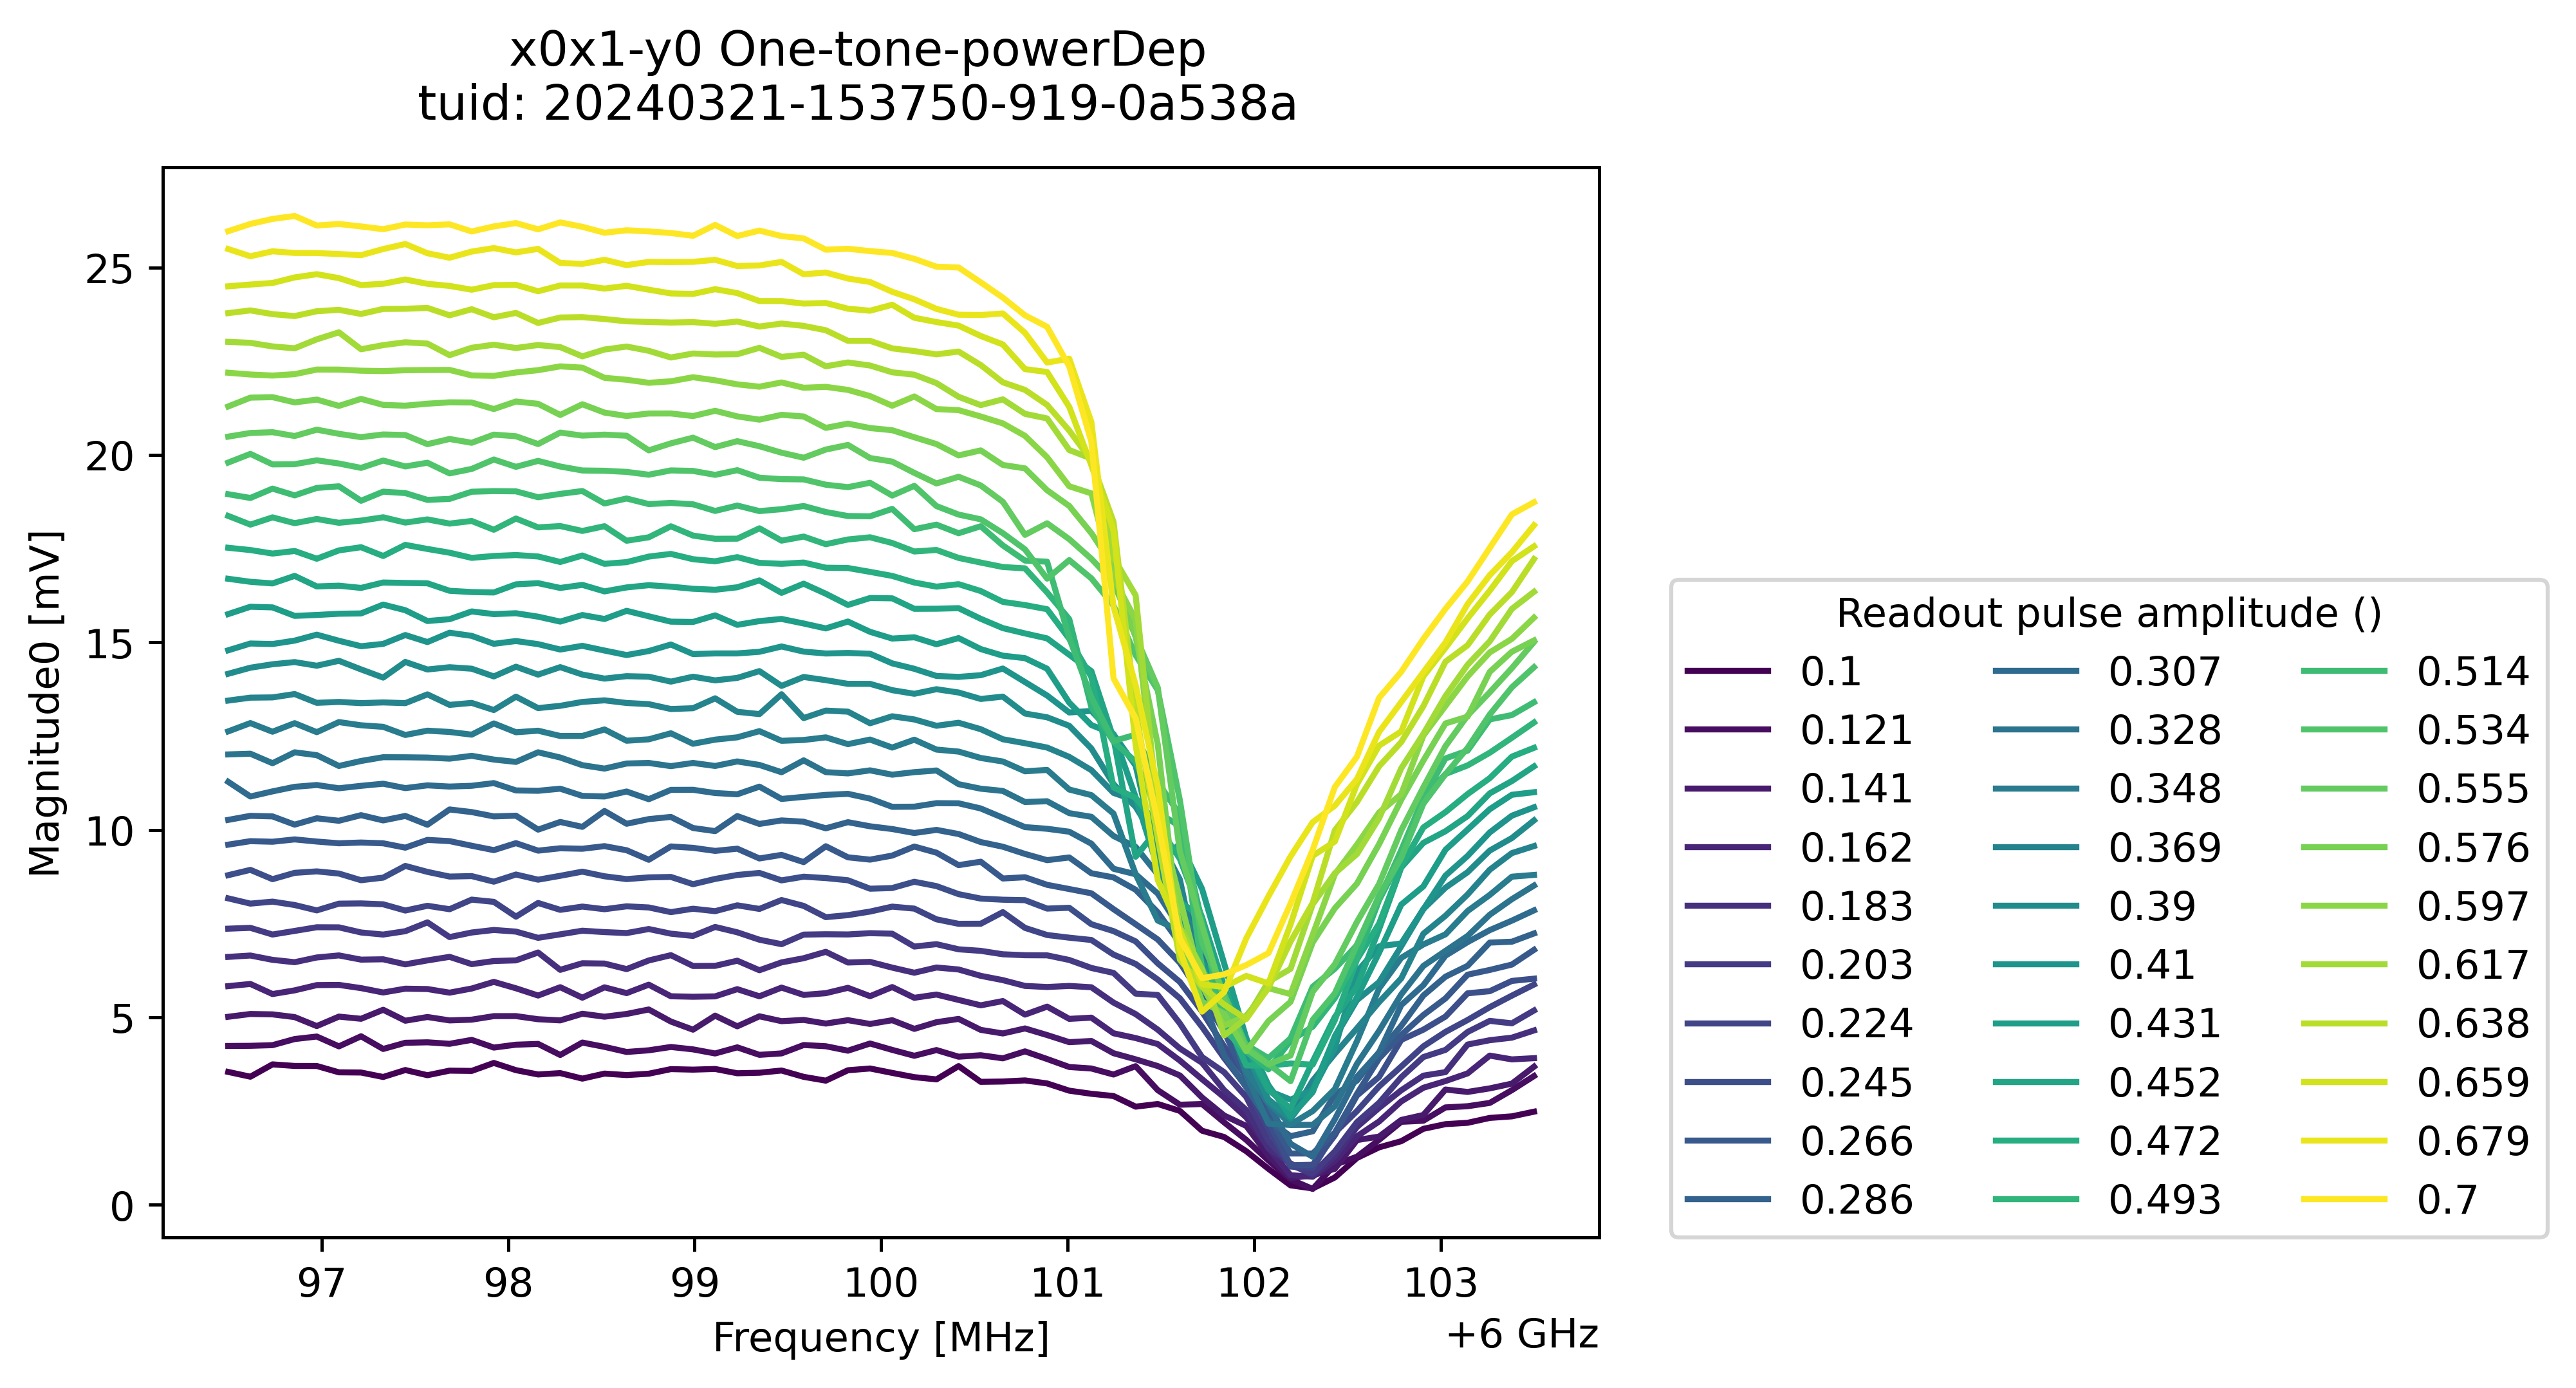 x0x1-y0 One-tone-powerDep
tuid: 20240321-153750-919-0a538a
Magnitude0 [mV]
25
20
15
10
5
0
97 98 99 100 101 102 103
Frequency [MHz]
+6 GHz
Readout pulse amplitude ()
0.1 0.307 0.514
0.121 0.328 0.534
0.141 0.348 0.555
0.162 0.369 0.576
0.183 0.39 0.597
0.203 0.41 0.617
0.224 0.431 0.638
0.245 0.452 0.659
0.266 0.472 0.679
0.286 0.493 0.7